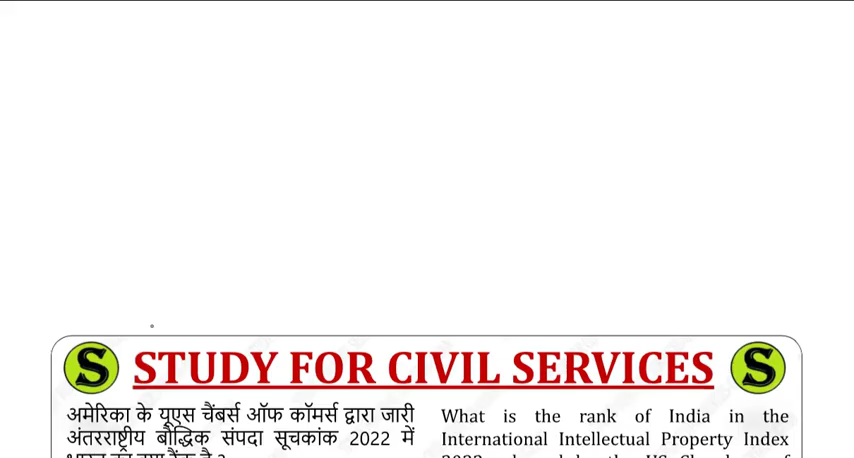 S STUDY FOR CIVIL SERVICES S
अमेरिका के यूएस चैंबर्स ऑफ कॉमर्स द्वारा जारी
अंतरराष्ट्रीय बौद्धिक संपदा सूचकांक 2022 में
What is the rank of India in the
International Intellectual Property Index